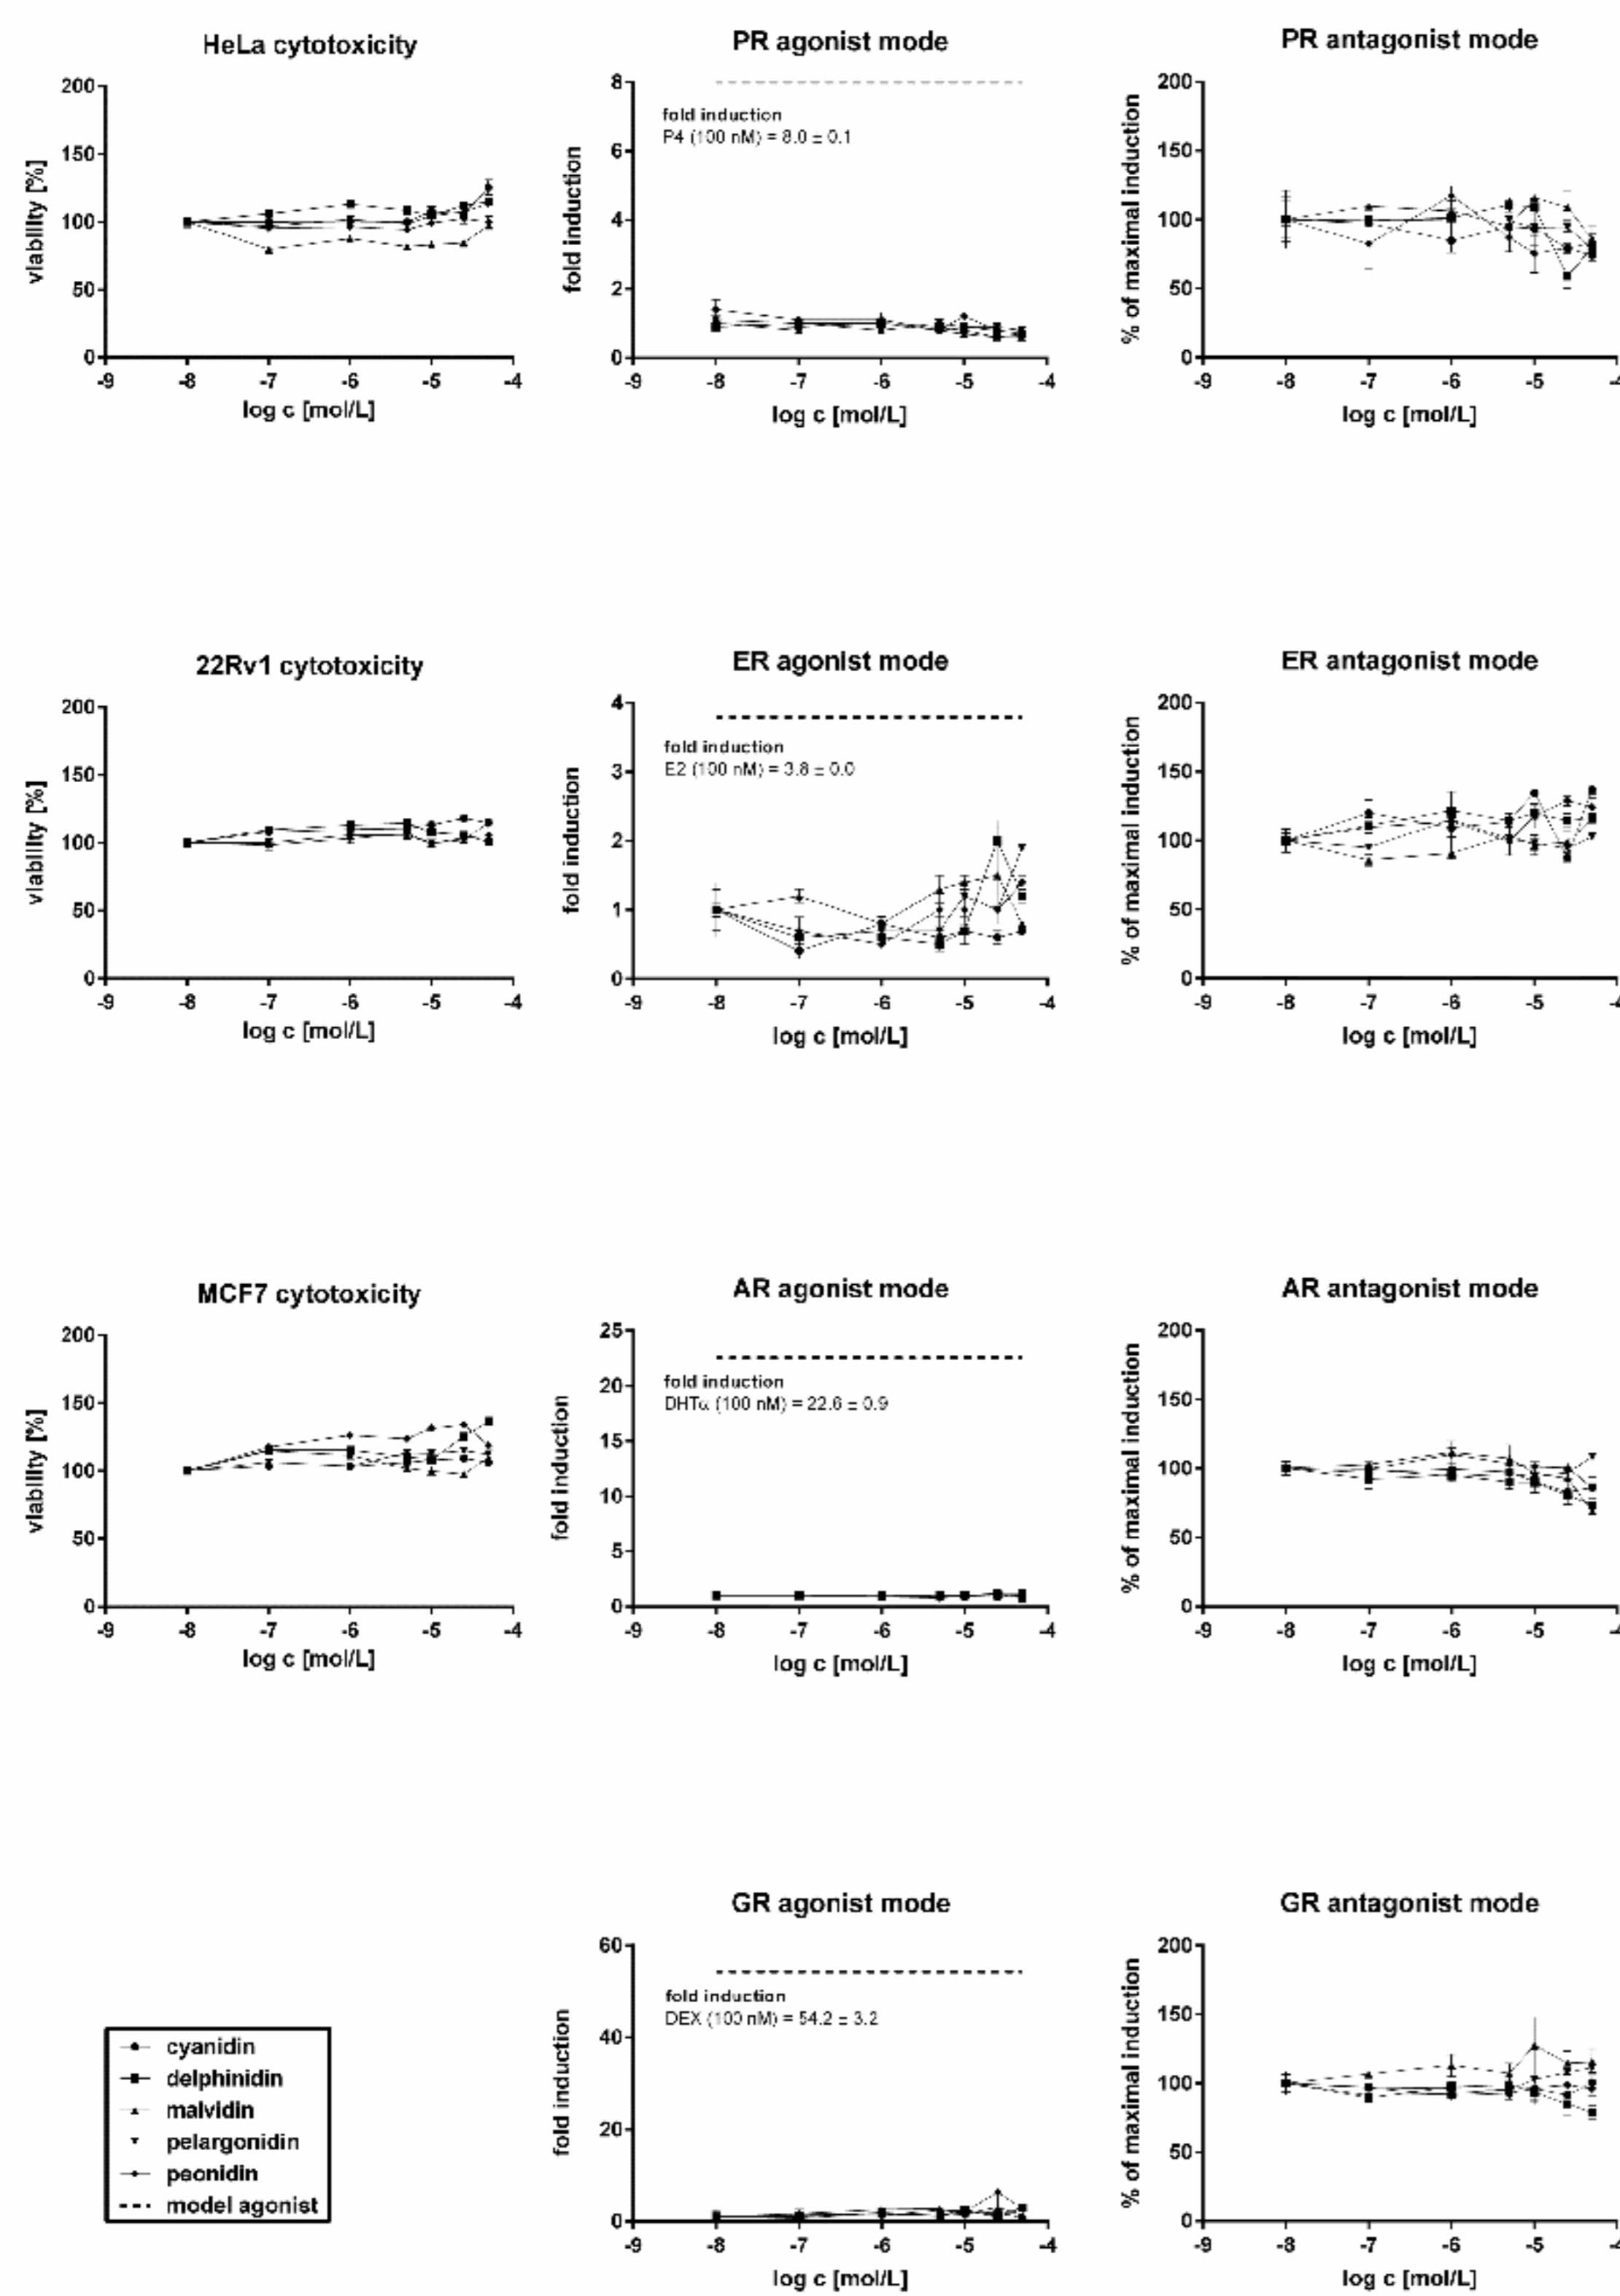 HeLa cytotoxicity
200
150
100
50
0
viability [%]
-9 -8 -7 -6 -5 -4
log c [mol/L]
PR agonist mode
8
6
4
2
0
fold induction
fold induction
P4 (100 nM) = 8.0 ± 0.1
-9 -8 -7 -6 -5 -4
log c [mol/L]
PR antagonist mode
200
150
100
50
0
% of maximal induction
-9 -8 -7 -6 -5 -4
log c [mol/L]
22Rv1 cytotoxicity
200
150
100
50
0
viability [%]
-9 -8 -7 -6 -5 -4
log c [mol/L]
ER agonist mode
4
3
2
1
0
fold induction
fold induction
E2 (100 nM) = 3.8 ± 0.0
-9 -8 -7 -6 -5 -4
log c [mol/L]
ER antagonist mode
200
150
100
50
0
% of maximal induction
-9 -8 -7 -6 -5 -4
log c [mol/L]
MCF7 cytotoxicity
200
150
100
50
0
viability [%]
-9 -8 -7 -6 -5 -4
log c [mol/L]
AR agonist mode
25
20
15
10
5
0
fold induction
fold induction
DHTα (100 nM) = 22.6 ± 0.9
-9 -8 -7 -6 -5 -4
log c [mol/L]
AR antagonist mode
200
150
100
50
0
% of maximal induction
-9 -8 -7 -6 -5 -4
log c [mol/L]
cyanidin
delphinidin
malvidin
pelargonidin
peonidin
model agonist
GR agonist mode
60
40
20
0
fold induction
fold induction
DEX (100 nM) = 54.2 ± 3.2
-9 -8 -7 -6 -5 -4
log c [mol/L]
GR antagonist mode
200
150
100
50
0
% of maximal induction
-9 -8 -7 -6 -5 -4
log c [mol/L]